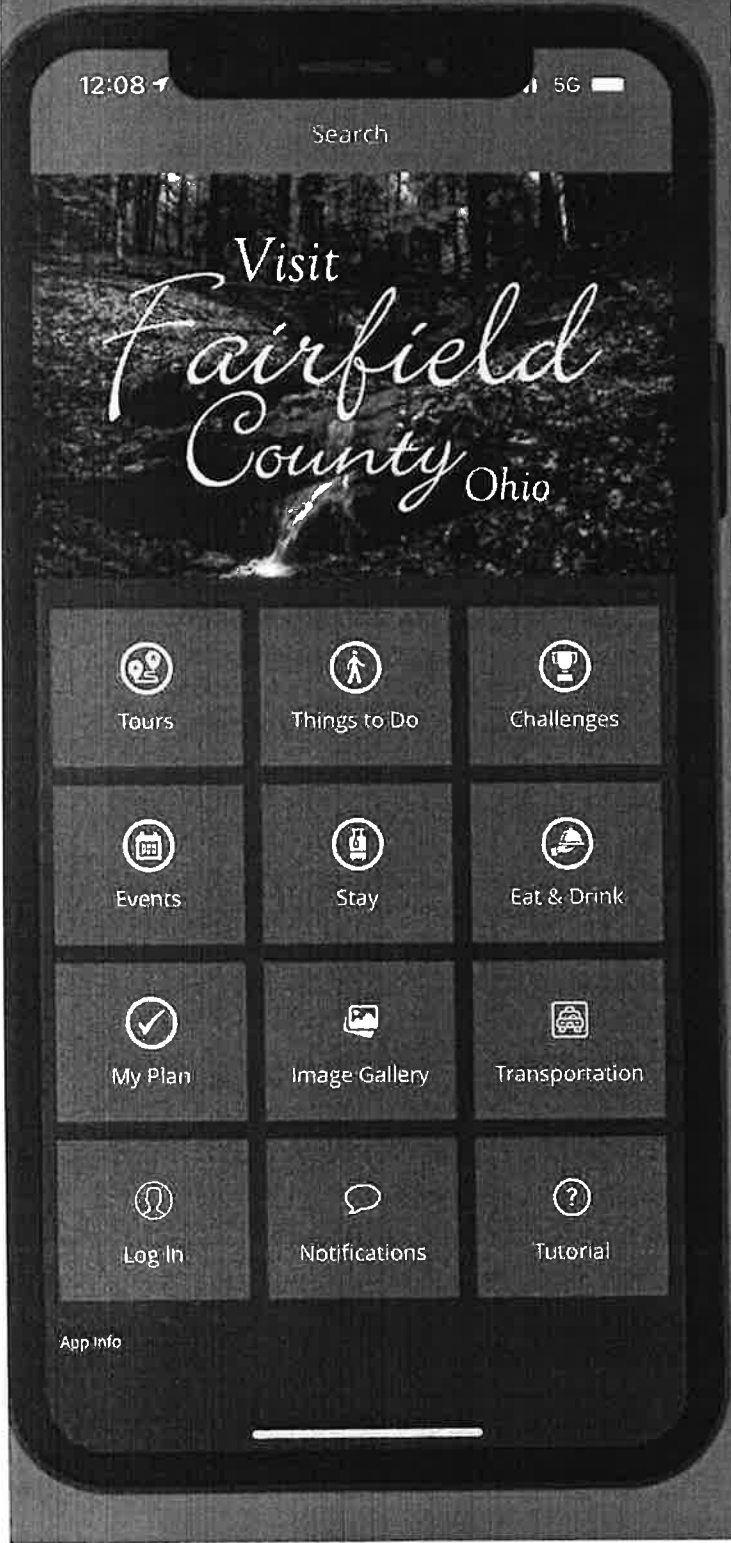 12:08 5G
Search
Visit
Fairfield
County
Ohio
Tours Things to Do Challenges
Events Stay Eat & Drink
My Plan Image Gallery Transportation
Log In Notifications Tutorial
App Info